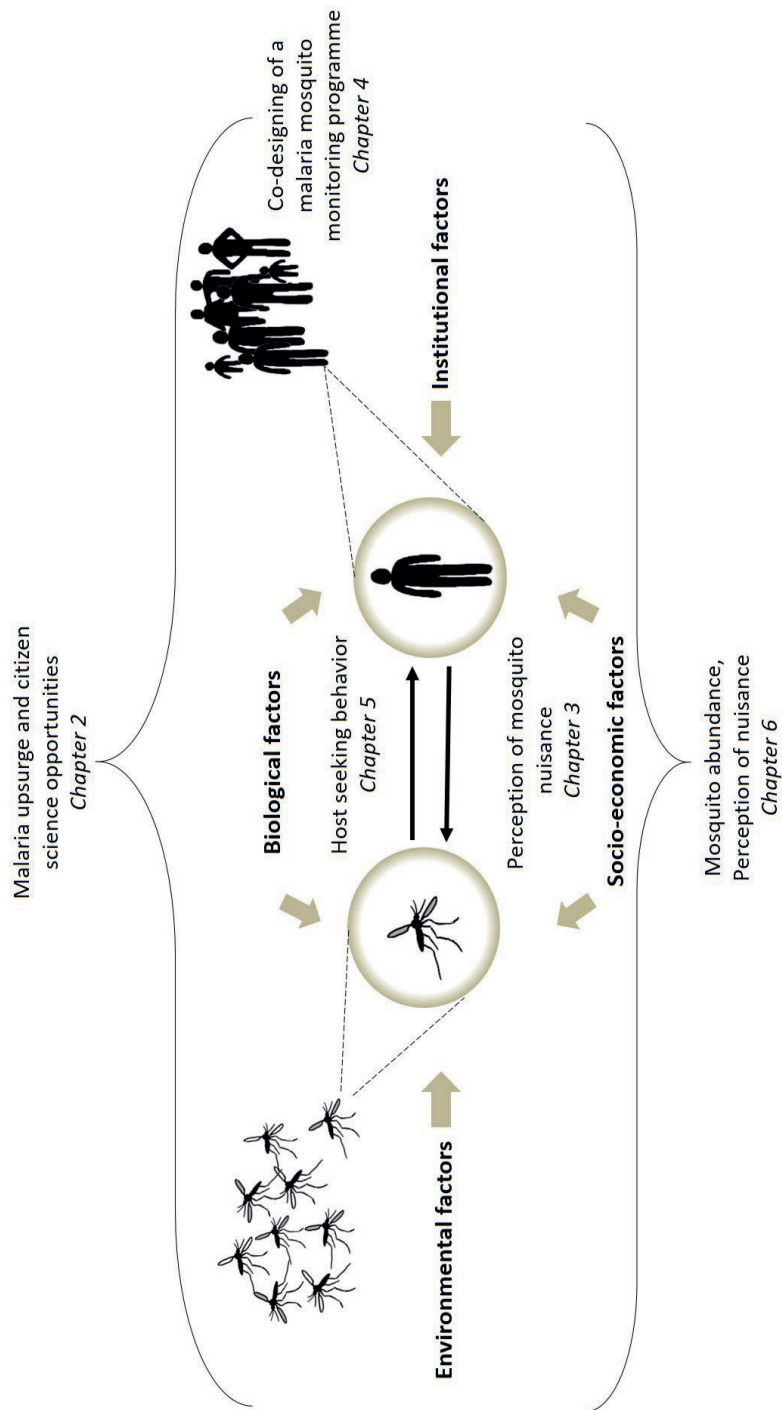 Malaria upsurge and citizen
science opportunities
Chapter 2
Co-designing of a
malaria mosquito
monitoring programme
Chapter 4
Biological factors
Host seeking behavior
Chapter 5
Environmental factors
Institutional factors
Perception of mosquito
nuisance
Chapter 3
Socio-economic factors
Mosquito abundance,
Perception of nuisance
Chapter 6